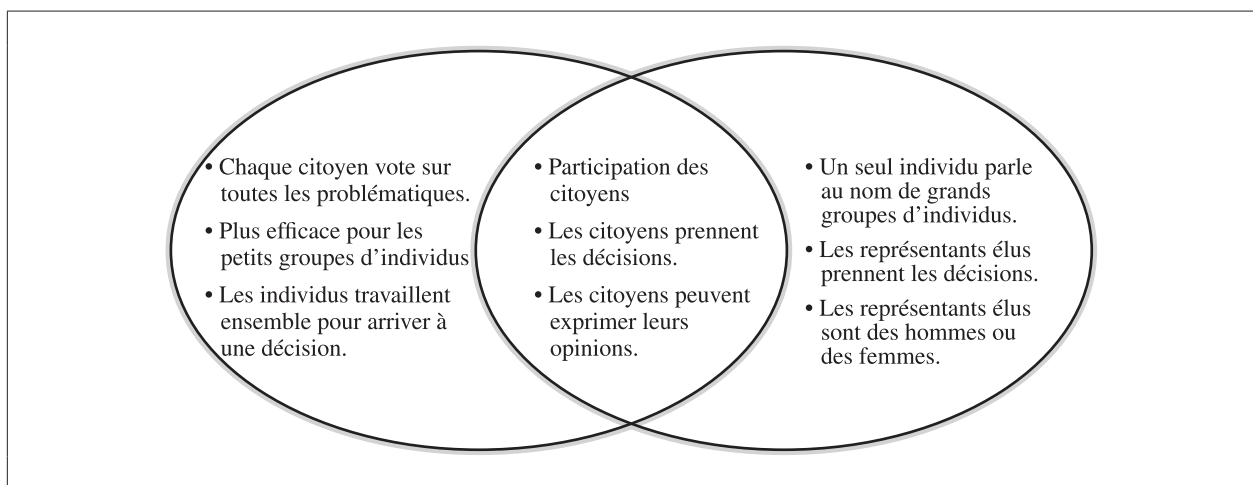 • Chaque citoyen vote sur
toutes les problématiques.
• Plus efficace pour les
petits groupes d’individus
• Les individus travaillent
ensemble pour arriver à
une décision.
• Participation des
citoyens
• Les citoyens prennent
les décisions.
• Les citoyens peuvent
exprimer leurs
opinions.
• Un seul individu parle
au nom de grands
groupes d’individus.
• Les représentants élus
prennent les décisions.
• Les représentants élus
sont des hommes ou
des femmes.